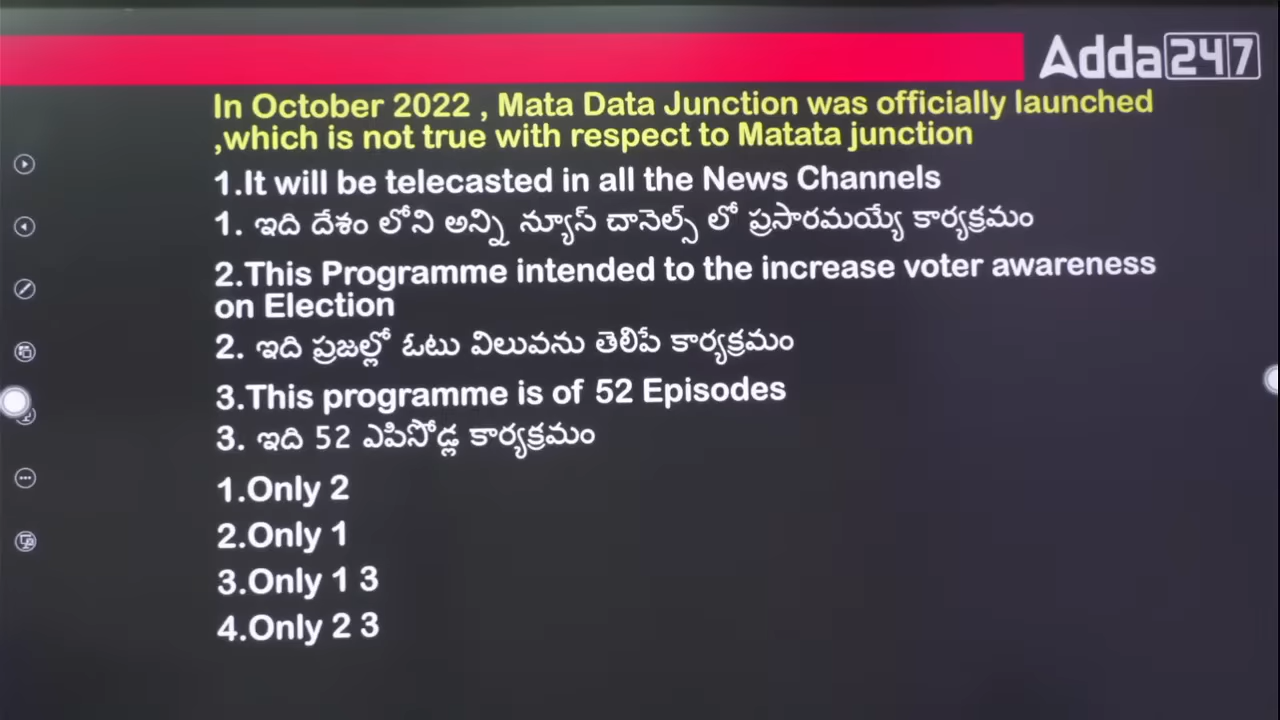 Adda247
In October 2022 , Mata Data Junction was officially launched
,which is not true with respect to Matata junction
1.It will be telecasted in all the News Channels
1. ఇది దేశం లోని అన్ని న్యూస్ చానెల్స్ లో ప్రసారమయ్యే కార్యక్రమం
2.This Programme intended to the increase voter awareness
on Election
2. ఇది ప్రజల్లో ఓటు విలువను తెలిపే కార్యక్రమం
3.This programme is of 52 Episodes
3. ఇది 52 ఎపిసోడ్ల కార్యక్రమం
1.Only 2
2.Only 1
3.Only 1 3
4.Only 2 3